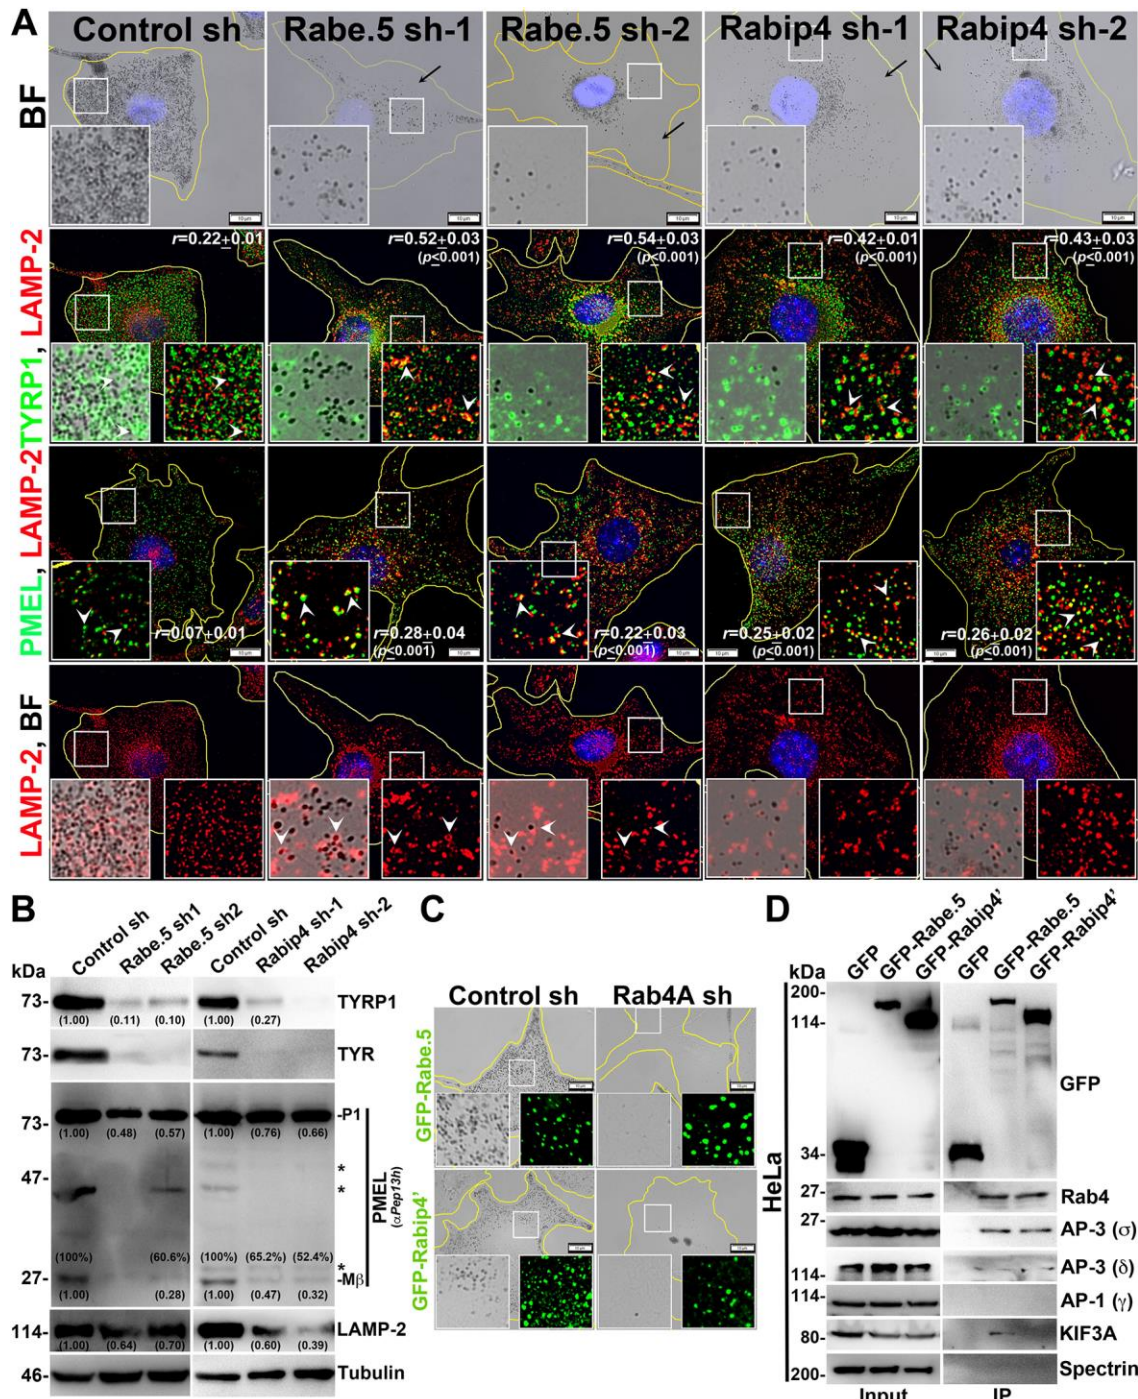 A
Control sh Rabe.5 sh-1 Rabe.5 sh-2 Rabip4 sh-1 Rabip4 sh-2
BF
10 µm 10 µm 10 µm 10 µm 10 µm
PMEL, LAMP-2 TYRP1, LAMP-2
r=0.22±0.01 r=0.52±0.03 r=0.54±0.03 r=0.42±0.01 r=0.43±0.03
(p≤0.001) (p≤0.001) (p≤0.001) (p≤0.001)
r=0.07±0.01 r=0.28±0.04 r=0.22±0.03 r=0.25±0.02 r=0.26±0.02
(p≤0.001) (p≤0.001) (p≤0.001) (p≤0.001)
LAMP-2, BF
B
Control sh Rabe.5 sh1 Rabe.5 sh2 Control sh Rabip4 sh-1 Rabip4 sh-2
kDa
73- TYRP1
(1.00) (0.11) (0.10) (1.00) (0.27)
73- TYR
-P1
73-
(1.00) (0.48) (0.57) (1.00) (0.76) (0.66)
*
47-
*
PMEL
(αPep13h)
(100%) (60.6%) (100%) (65.2%) (52.4%)
*
27- -Mβ
(1.00) (0.28) (1.00) (0.47) (0.32)
114- LAMP-2
(1.00) (0.64) (0.70) (1.00) (0.60) (0.39)
46- Tubulin
C
Control sh Rab4A sh
GFP-Rabe.5
GFP-Rabip4'
D
GFP GFP-Rabe.5 GFP-Rabip4' GFP GFP-Rabe.5 GFP-Rabip4'
kDa
200-
114-
GFP
34-
HeLa
27- Rab4
27- AP-3 (σ)
114- AP-3 (δ)
114- AP-1 (γ)
80- KIF3A
200- Spectrin
Input IP